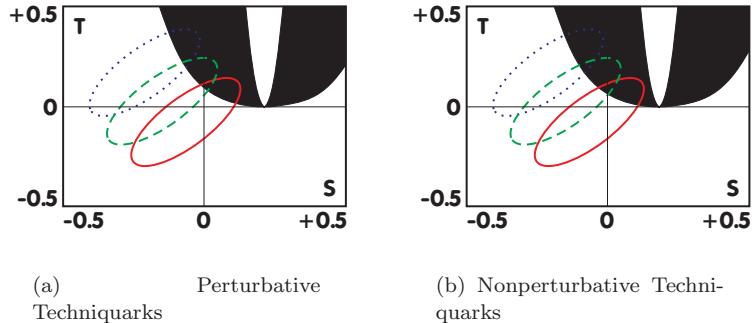 +0.5
T
0
S
-0.5
-0.5
0
+0.5
(a) Perturbative
Techniquarks
+0.5
T
0
S
-0.5
-0.5
0
+0.5
(b) Nonperturbative Techni-
quarks